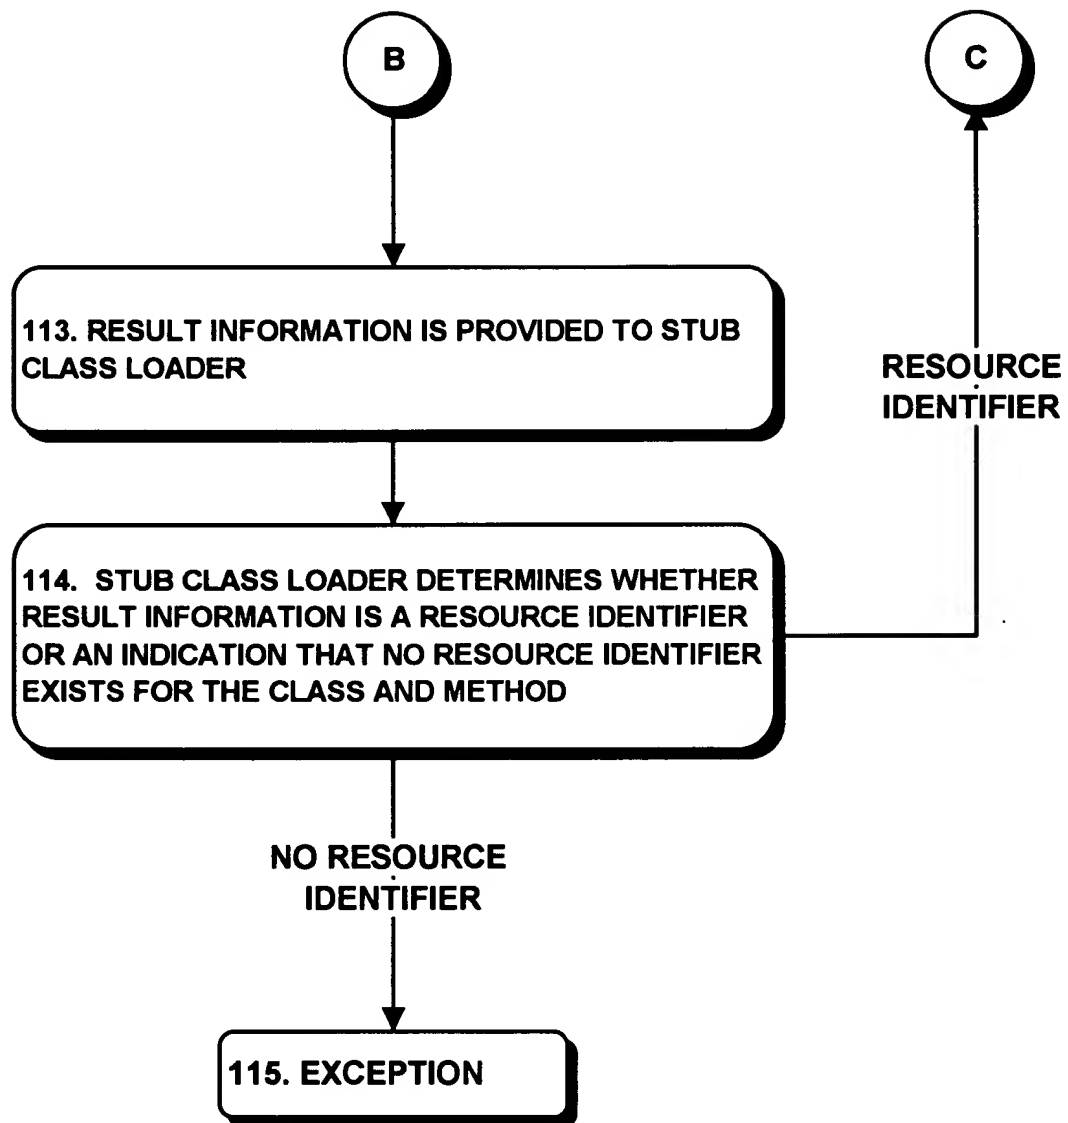 B
C
113. RESULT INFORMATION IS PROVIDED TO STUB
CLASS LOADER
RESOURCE
IDENTIFIER
114. STUB CLASS LOADER DETERMINES WHETHER
RESULT INFORMATION IS A RESOURCE IDENTIFIER
OR AN INDICATION THAT NO RESOURCE IDENTIFIER
EXISTS FOR THE CLASS AND METHOD
NO RESOURCE
IDENTIFIER
115. EXCEPTION